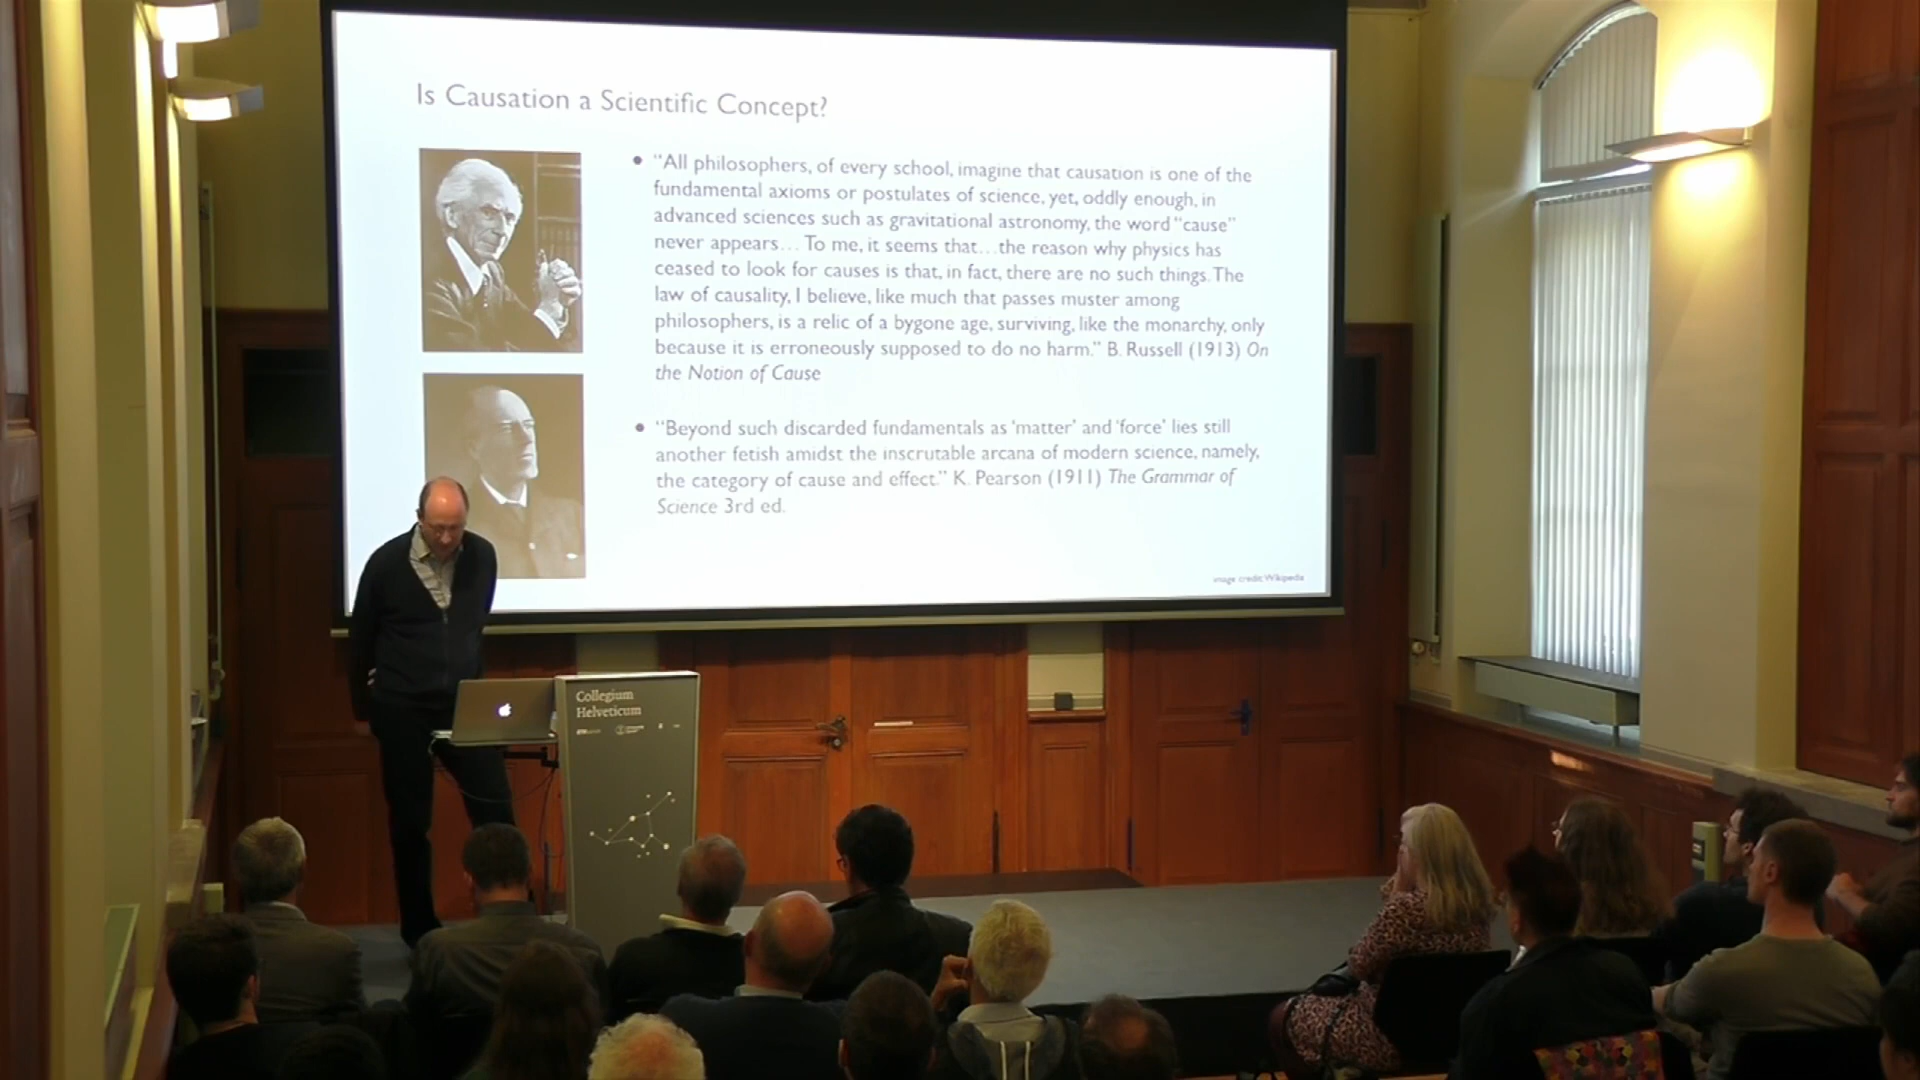 Is Causation a Scientific Concept?
• “All philosophers, of every school, imagine that causation is one of the
fundamental axioms or postulates of science, yet, oddly enough, in
advanced sciences such as gravitational astronomy, the word “cause”
never appears… To me, it seems that…the reason why physics has
ceased to look for causes is that, in fact, there are no such things. The
law of causality, I believe, like much that passes muster among
philosophers, is a relic of a bygone age, surviving, like the monarchy, only
because it is erroneously supposed to do no harm.” B. Russell (1913) On
the Notion of Cause
• “Beyond such discarded fundamentals as ‘matter’ and ‘force’ lies still
another fetish amidst the inscrutable arcana of modern science, namely,
the category of cause and effect.” K. Pearson (1911) The Grammar of
Science 3rd ed.
image credit: Wikipedia
Collegium
Helveticum